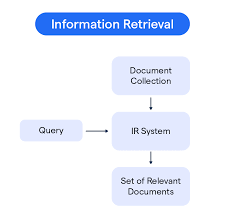 Information Retrieval
Document
Collection
Query
IR System
Set of Relevant
Documents